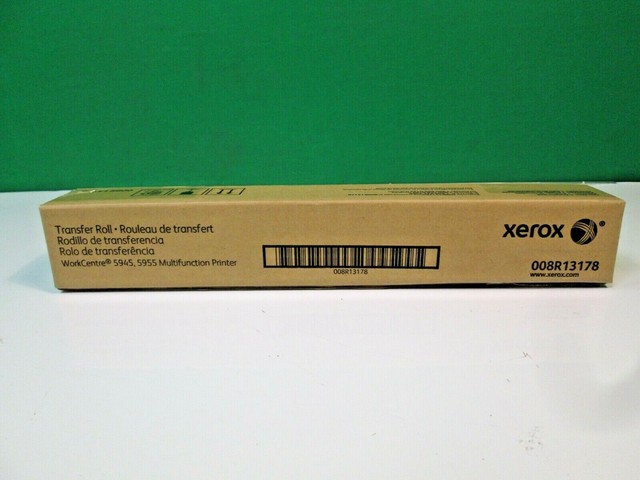 Transfer Roll • Rouleau de transfert
Rodillo de transferencia
Rolo de transferência
WorkCentre® 5945, 5955 Multifunction Printer
008R13178
xerox ®
008R13178
www.xerox.com